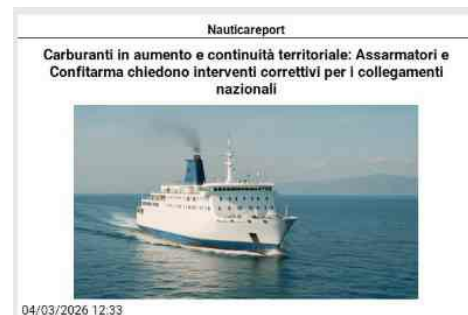 Nauticareport
Carburanti in aumento e continuità territoriale: Assarmatori e
Confitarma chiedono interventi correttivi per i collegamenti
nazionali
04/03/2026 12:33